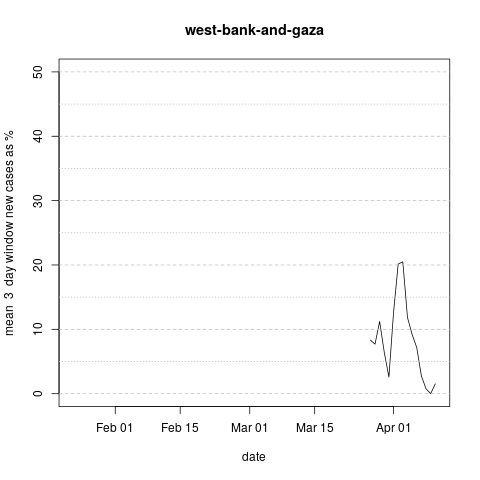 west-bank-and-gaza
mean 3 day window new cases as %
50
40
30
20
10
0
Feb 01 Feb 15 Mar 01 Mar 15 Apr 01
date